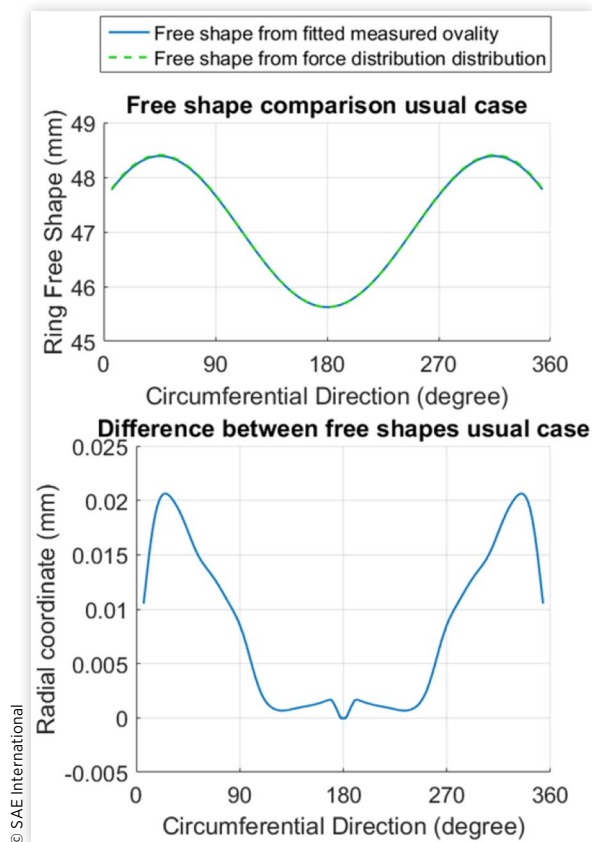 Free shape from fitted measured ovality
Free shape from force distribution distribution
Free shape comparison usual case
49
48
47
46
45
Ring Free Shape (mm)
0 90 180 270 360
Circumferential Direction (degree)
Difference between free shapes usual case
0.025
0.02
0.015
0.01
0.005
0
-0.005
Radial coordinate (mm)
0 90 180 270 360
Circumferential Direction (degree)
© SAE International